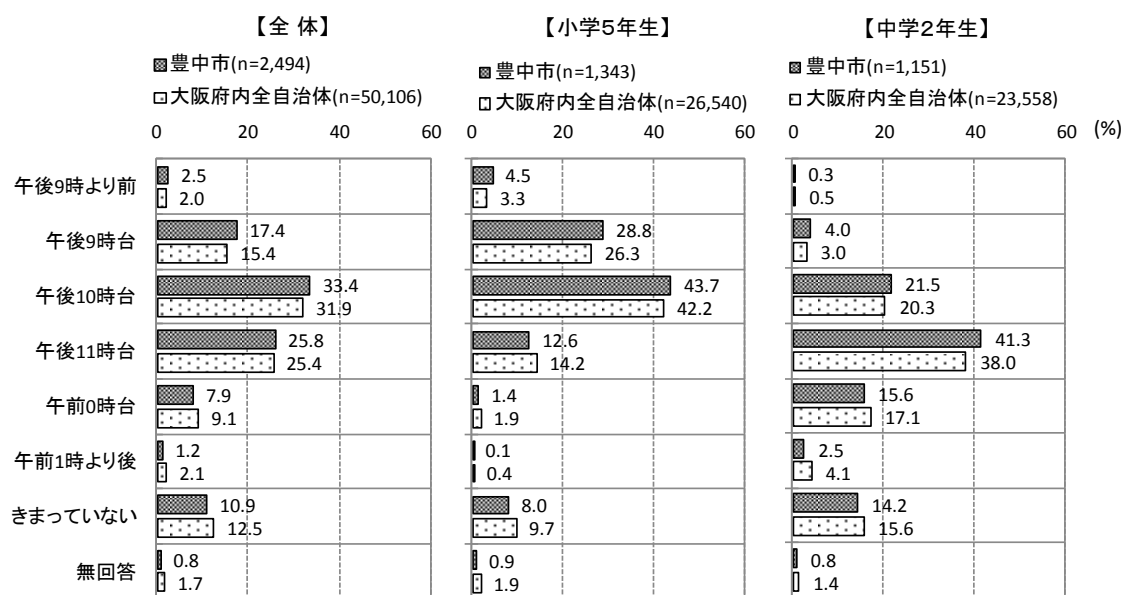 【全 体】 【小学5年生】 【中学2年生】
豊中市(n=2,494) 豊中市(n=1,343) 豊中市(n=1,151)
大阪府内全自治体(n=50,106) 大阪府内全自治体(n=26,540) 大阪府内全自治体(n=23,558)
0 20 40 60 0 20 40 60 0 20 40 60 (%)
午後9時より前 2.5 4.5 0.3
2.0 3.3 0.5
午後9時台 17.4 28.8 4.0
15.4 26.3 3.0
午後10時台 33.4 43.7 21.5
31.9 42.2 20.3
午後11時台 25.8 12.6 41.3
25.4 14.2 38.0
午前0時台 7.9 1.4 15.6
9.1 1.9 17.1
午前1時より後 1.2 0.1 2.5
2.1 0.4 4.1
きまっていない 10.9 8.0 14.2
12.5 9.7 15.6
無回答 0.8 0.9 0.8
1.7 1.9 1.4